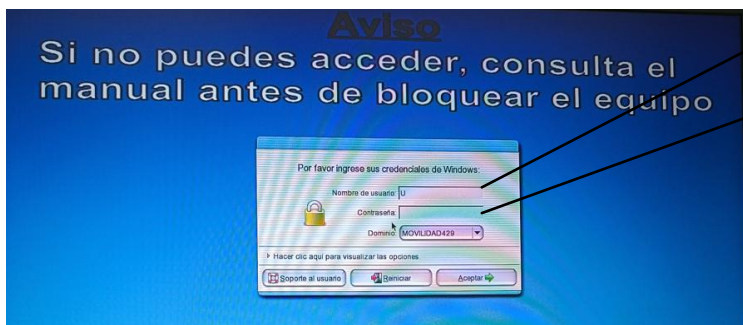 Aviso
Si no puedes acceder, consulta el
manual antes de bloquear el equipo
Por favor ingrese sus credenciales de Windows:
Nombre de usuario: U
Contraseña:
Dominio: MOVILIDAD429
Hacer clic aquí para visualizar las opciones
Soporte al usuario Reiniciar Aceptar